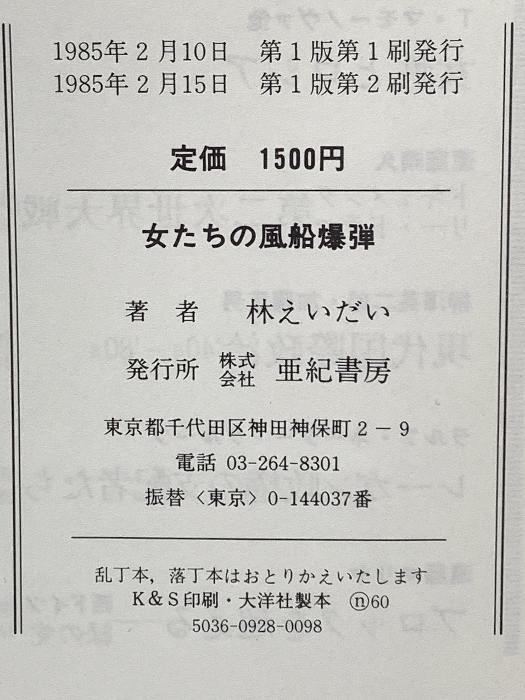 1985年2月10日　第1版第1刷発行
1985年2月15日　第1版第2刷発行
定価　1500円
女たちの風船爆弾
著　者　林えいだい
発行所　株式会社　亜紀書房
東京都千代田区神田神保町2－9
電話 03-264-8301
振替〈東京〉0-144037番
乱丁本，落丁本はおとりかえいたします
K＆S印刷・大洋社製本　ⓝ60
5036-0928-0098